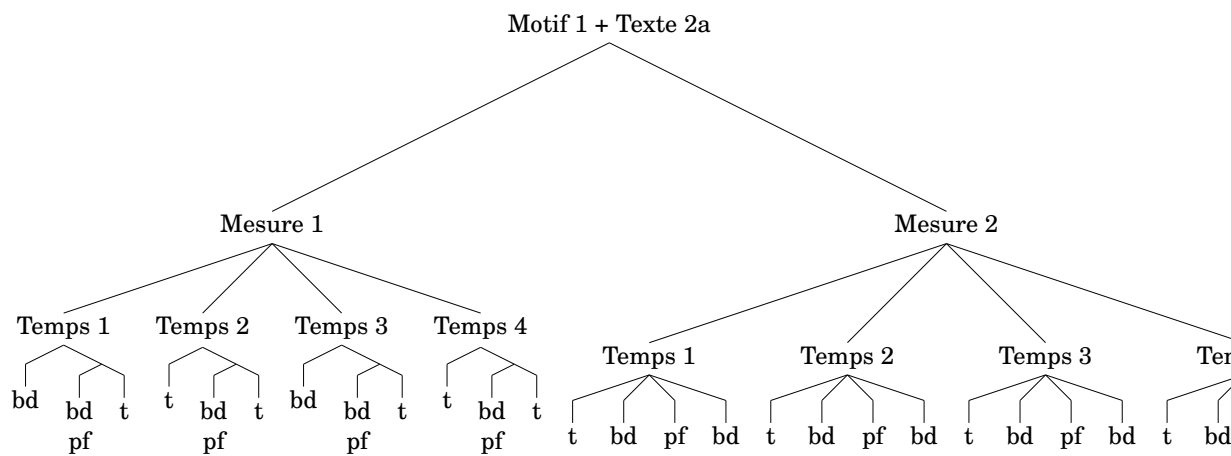 Motif 1 + Texte 2a
Mesure 1 Mesure 2
Temps 1 Temps 2 Temps 3 Temps 4
Temps 1 Temps 2 Temps 3
bd bd t t bd t bd bd t t bd t
pf pf pf pf
t bd pf bd t bd pf bd t bd pf bd t bd